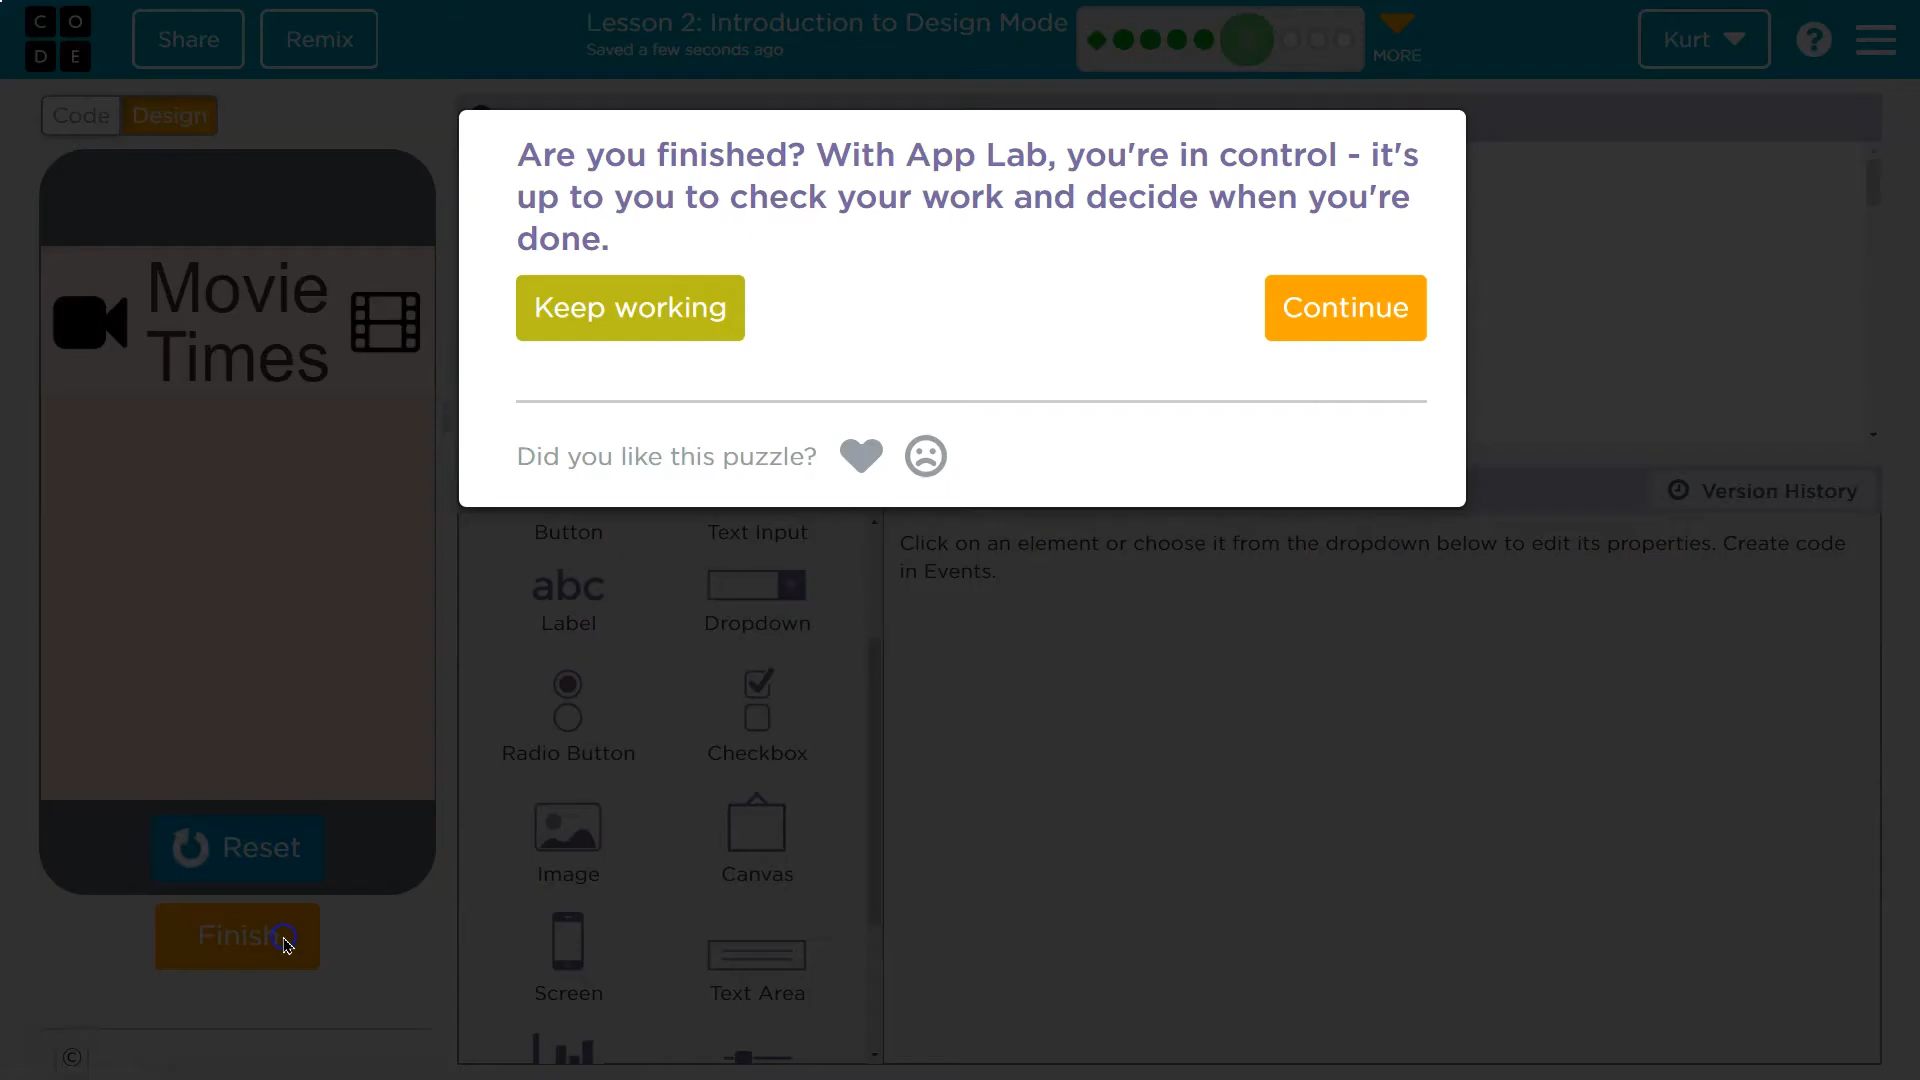 C O
D E
Share
Remix
Lesson 2: Introduction to Design Mode
Saved a few seconds ago
MORE
Kurt
?
Code
Design
Are you finished? With App Lab, you're in control - it's
up to you to check your work and decide when you're
done.
Keep working
Continue
Did you like this puzzle?
Movie
Times
Version History
Button
Text Input
Click on an element or choose it from the dropdown below to edit its properties. Create code
in Events.
abc
Label
Dropdown
Radio Button
Checkbox
Reset
Image
Canvas
Finish
Screen
Text Area
©